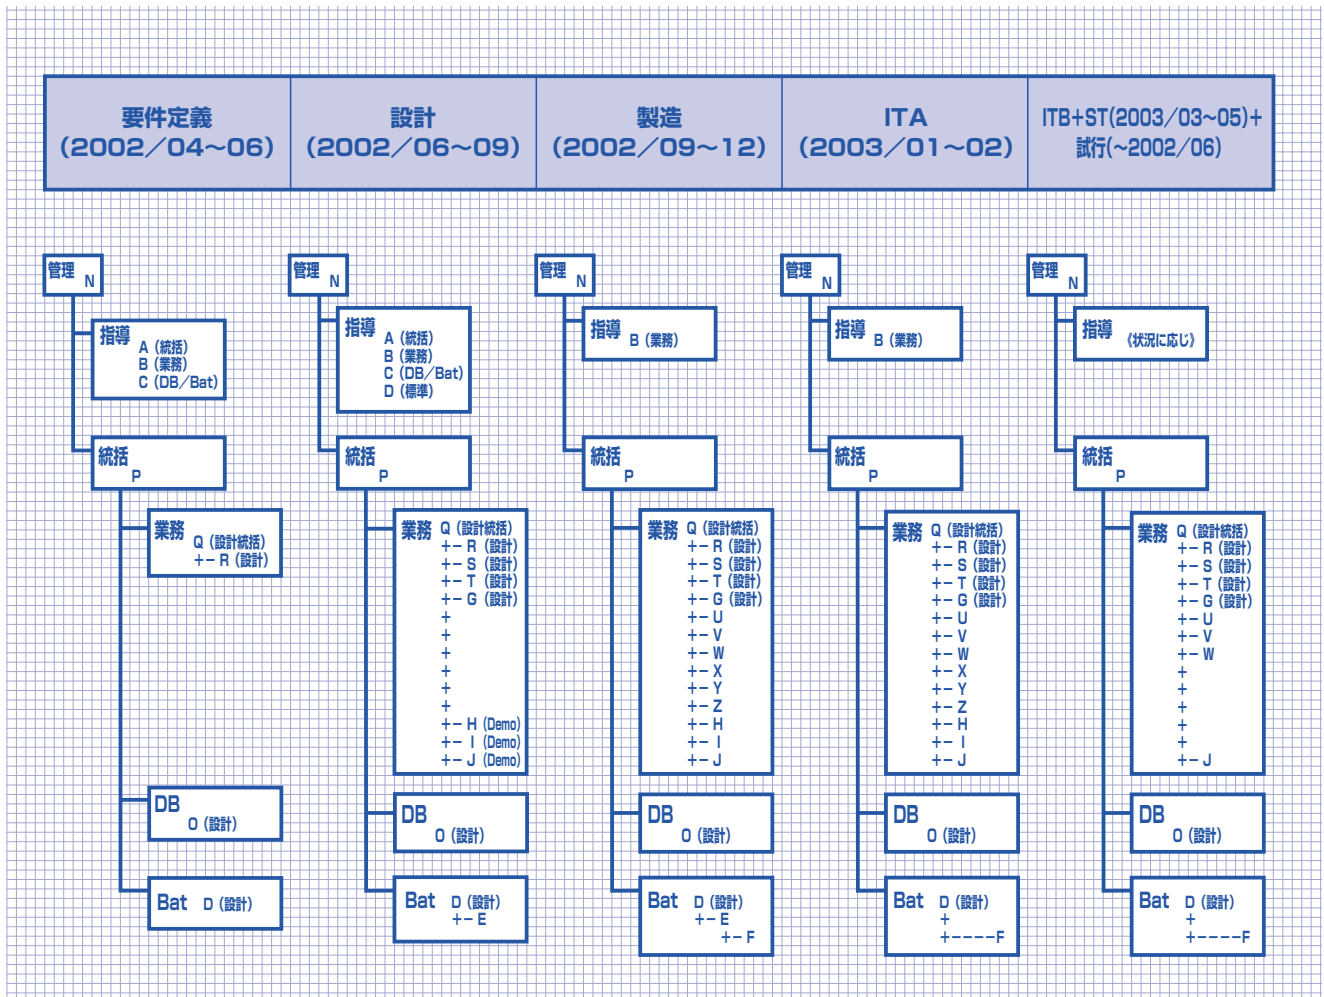 要件定義
（2002／04〜06）
設計
（2002／06〜09）
製造
（2002／09〜12）
ITA
（2003／01〜02）
ITB+ST(2003／03〜05)+
試行(〜2002／06)
管理
N
指導
A（統括）
B（業務）
C（DB／Bat）
統括
P
業務
Q（設計統括）
+− R（設計）
DB
O（設計）
Bat D（設計）
管理
N
指導
A（統括）
B（業務）
C（DB／Bat）
D（標準）
統括
P
業務 Q（設計統括）
+− R（設計）
+− S（設計）
+− T（設計）
+− G（設計）
+
+
+
+
+
+
+− H（Demo）
+− I（Demo）
+− J（Demo）
DB
O（設計）
Bat D（設計）
+− E
管理
N
指導
B（業務）
統括
P
業務 Q（設計統括）
+− R（設計）
+− S（設計）
+− T（設計）
+− G（設計）
+− U
+− V
+− W
+− X
+− Y
+− Z
+− H
+− I
+− J
DB
O（設計）
Bat D（設計）
+− E
+− F
管理
N
指導
B（業務）
統括
P
業務 Q（設計統括）
+− R（設計）
+− S（設計）
+− T（設計）
+− G（設計）
+− U
+− V
+− W
+− X
+− Y
+− Z
+− H
+− I
+− J
DB
O（設計）
Bat D（設計）
+
+−−−−F
管理
N
指導
《状況に応じ》
統括
P
業務 Q（設計統括）
+− R（設計）
+− S（設計）
+− T（設計）
+− G（設計）
+− U
+− V
+− W
+
+
+
+
+
+− J
DB
O（設計）
Bat D（設計）
+
+−−−−F